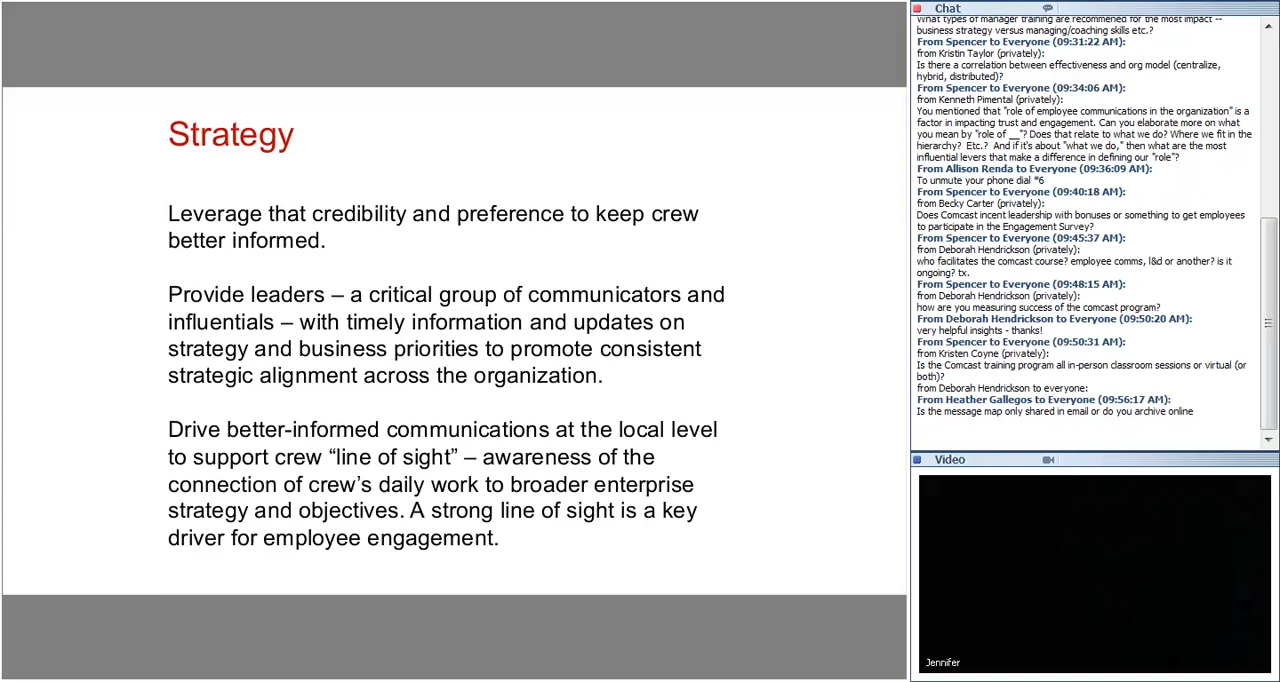 Strategy
Leverage that credibility and preference to keep crew
better informed.
Provide leaders – a critical group of communicators and
influentials – with timely information and updates on
strategy and business priorities to promote consistent
strategic alignment across the organization.
Drive better-informed communications at the local level
to support crew “line of sight” – awareness of the
connection of crew’s daily work to broader enterprise
strategy and objectives. A strong line of sight is a key
driver for employee engagement.
Chat
What types of manager training are recommened for the most impact --
business strategy versus managing/coaching skills etc.?
From Spencer to Everyone (09:31:22 AM):
from Kristin Taylor (privately):
Is there a correlation between effectiveness and org model (centralize,
hybrid, distributed)?
From Spencer to Everyone (09:34:06 AM):
from Kenneth Pimental (privately):
You mentioned that "role of employee communications in the organization" is a
factor in impacting trust and engagement. Can you elaborate more on what
you mean by "role of __"? Does that relate to what we do? Where we fit in the
hierarchy?  Etc.?  And if it's about "what we do," then what are the most
influential levers that make a difference in defining our "role"?
From Allison Renda to Everyone (09:36:09 AM):
To unmute your phone dial *6
From Spencer to Everyone (09:40:18 AM):
from Becky Carter (privately):
Does Comcast incent leadership with bonuses or something to get employees
to participate in the Engagement Survey?
From Spencer to Everyone (09:45:37 AM):
from Deborah Hendrickson (privately):
who facilitates the comcast course? employee comms, l&d or another? is it
ongoing? tx.
From Spencer to Everyone (09:48:15 AM):
from Deborah Hendrickson (privately):
how are you measuring success of the comcast program?
From Deborah Hendrickson to Everyone (09:50:20 AM):
very helpful insights - thanks!
From Spencer to Everyone (09:50:31 AM):
from Kristen Coyne (privately):
Is the Comcast training program all in-person classroom sessions or virtual (or
both)?
from Deborah Hendrickson to everyone:
From Heather Gallegos to Everyone (09:56:17 AM):
Is the message map only shared in email or do you archive online
Video
Jennifer